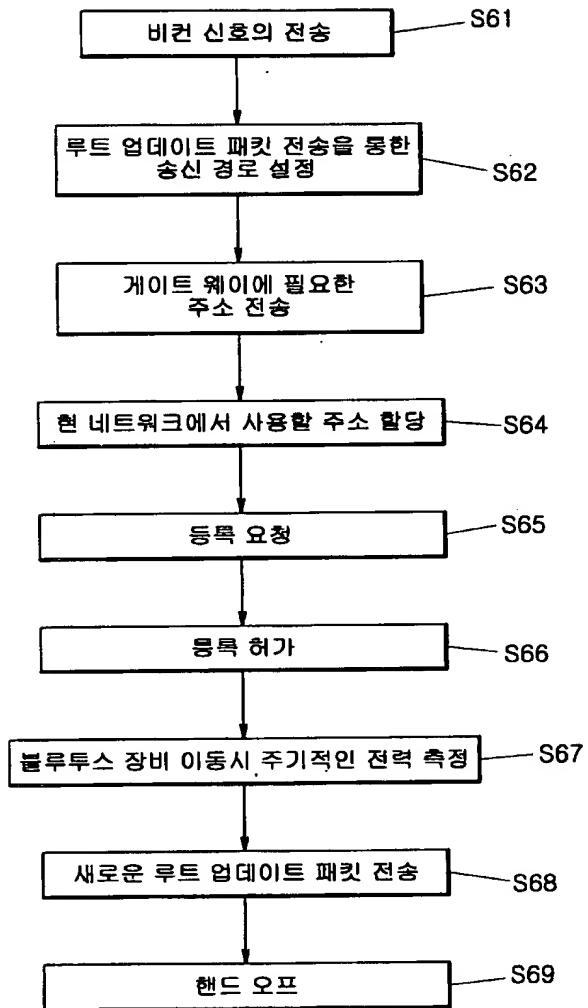 비컨 신호의 전송
S61
루트 업데이트 패킷 전송을 통한
송신 경로 설정
S62
게이트 웨이에 필요한
주소 전송
S63
현 네트워크에서 사용할 주소 할당
S64
등록 요청
S65
등록 허가
S66
블루투스 장비 이동시 주기적인 전력 측정
S67
새로운 루트 업데이트 패킷 전송
S68
핸드 오프
S69